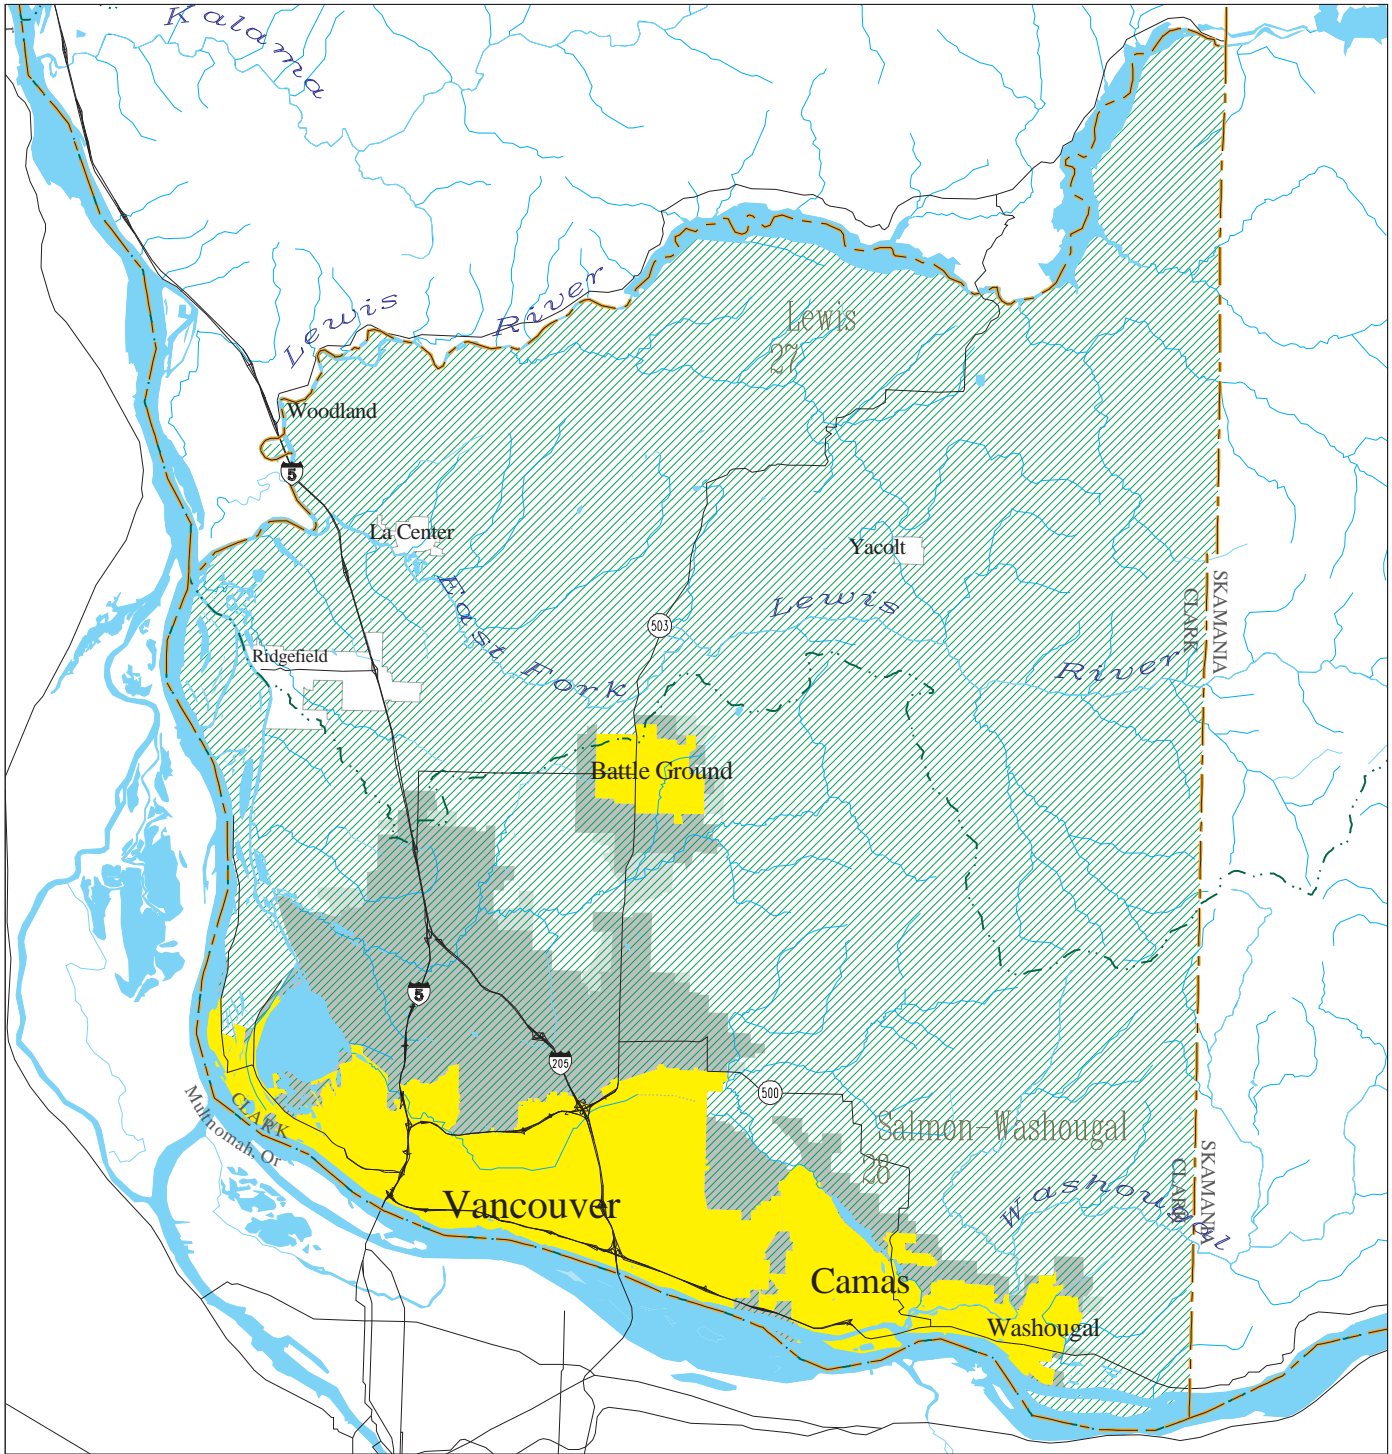 Kalama
Lewis
River
Lewis
27
Woodland
5
La Center
Yacolt
East Fork
Lewis
River
SKAMANIA
CLARK
503
Ridgefield
Battle Ground
5
205
500
CLARK
Multnomah, Or
Salmon-Washougal
28
Washougal
SKAMANIA
CLARK
Vancouver
Camas
Washougal